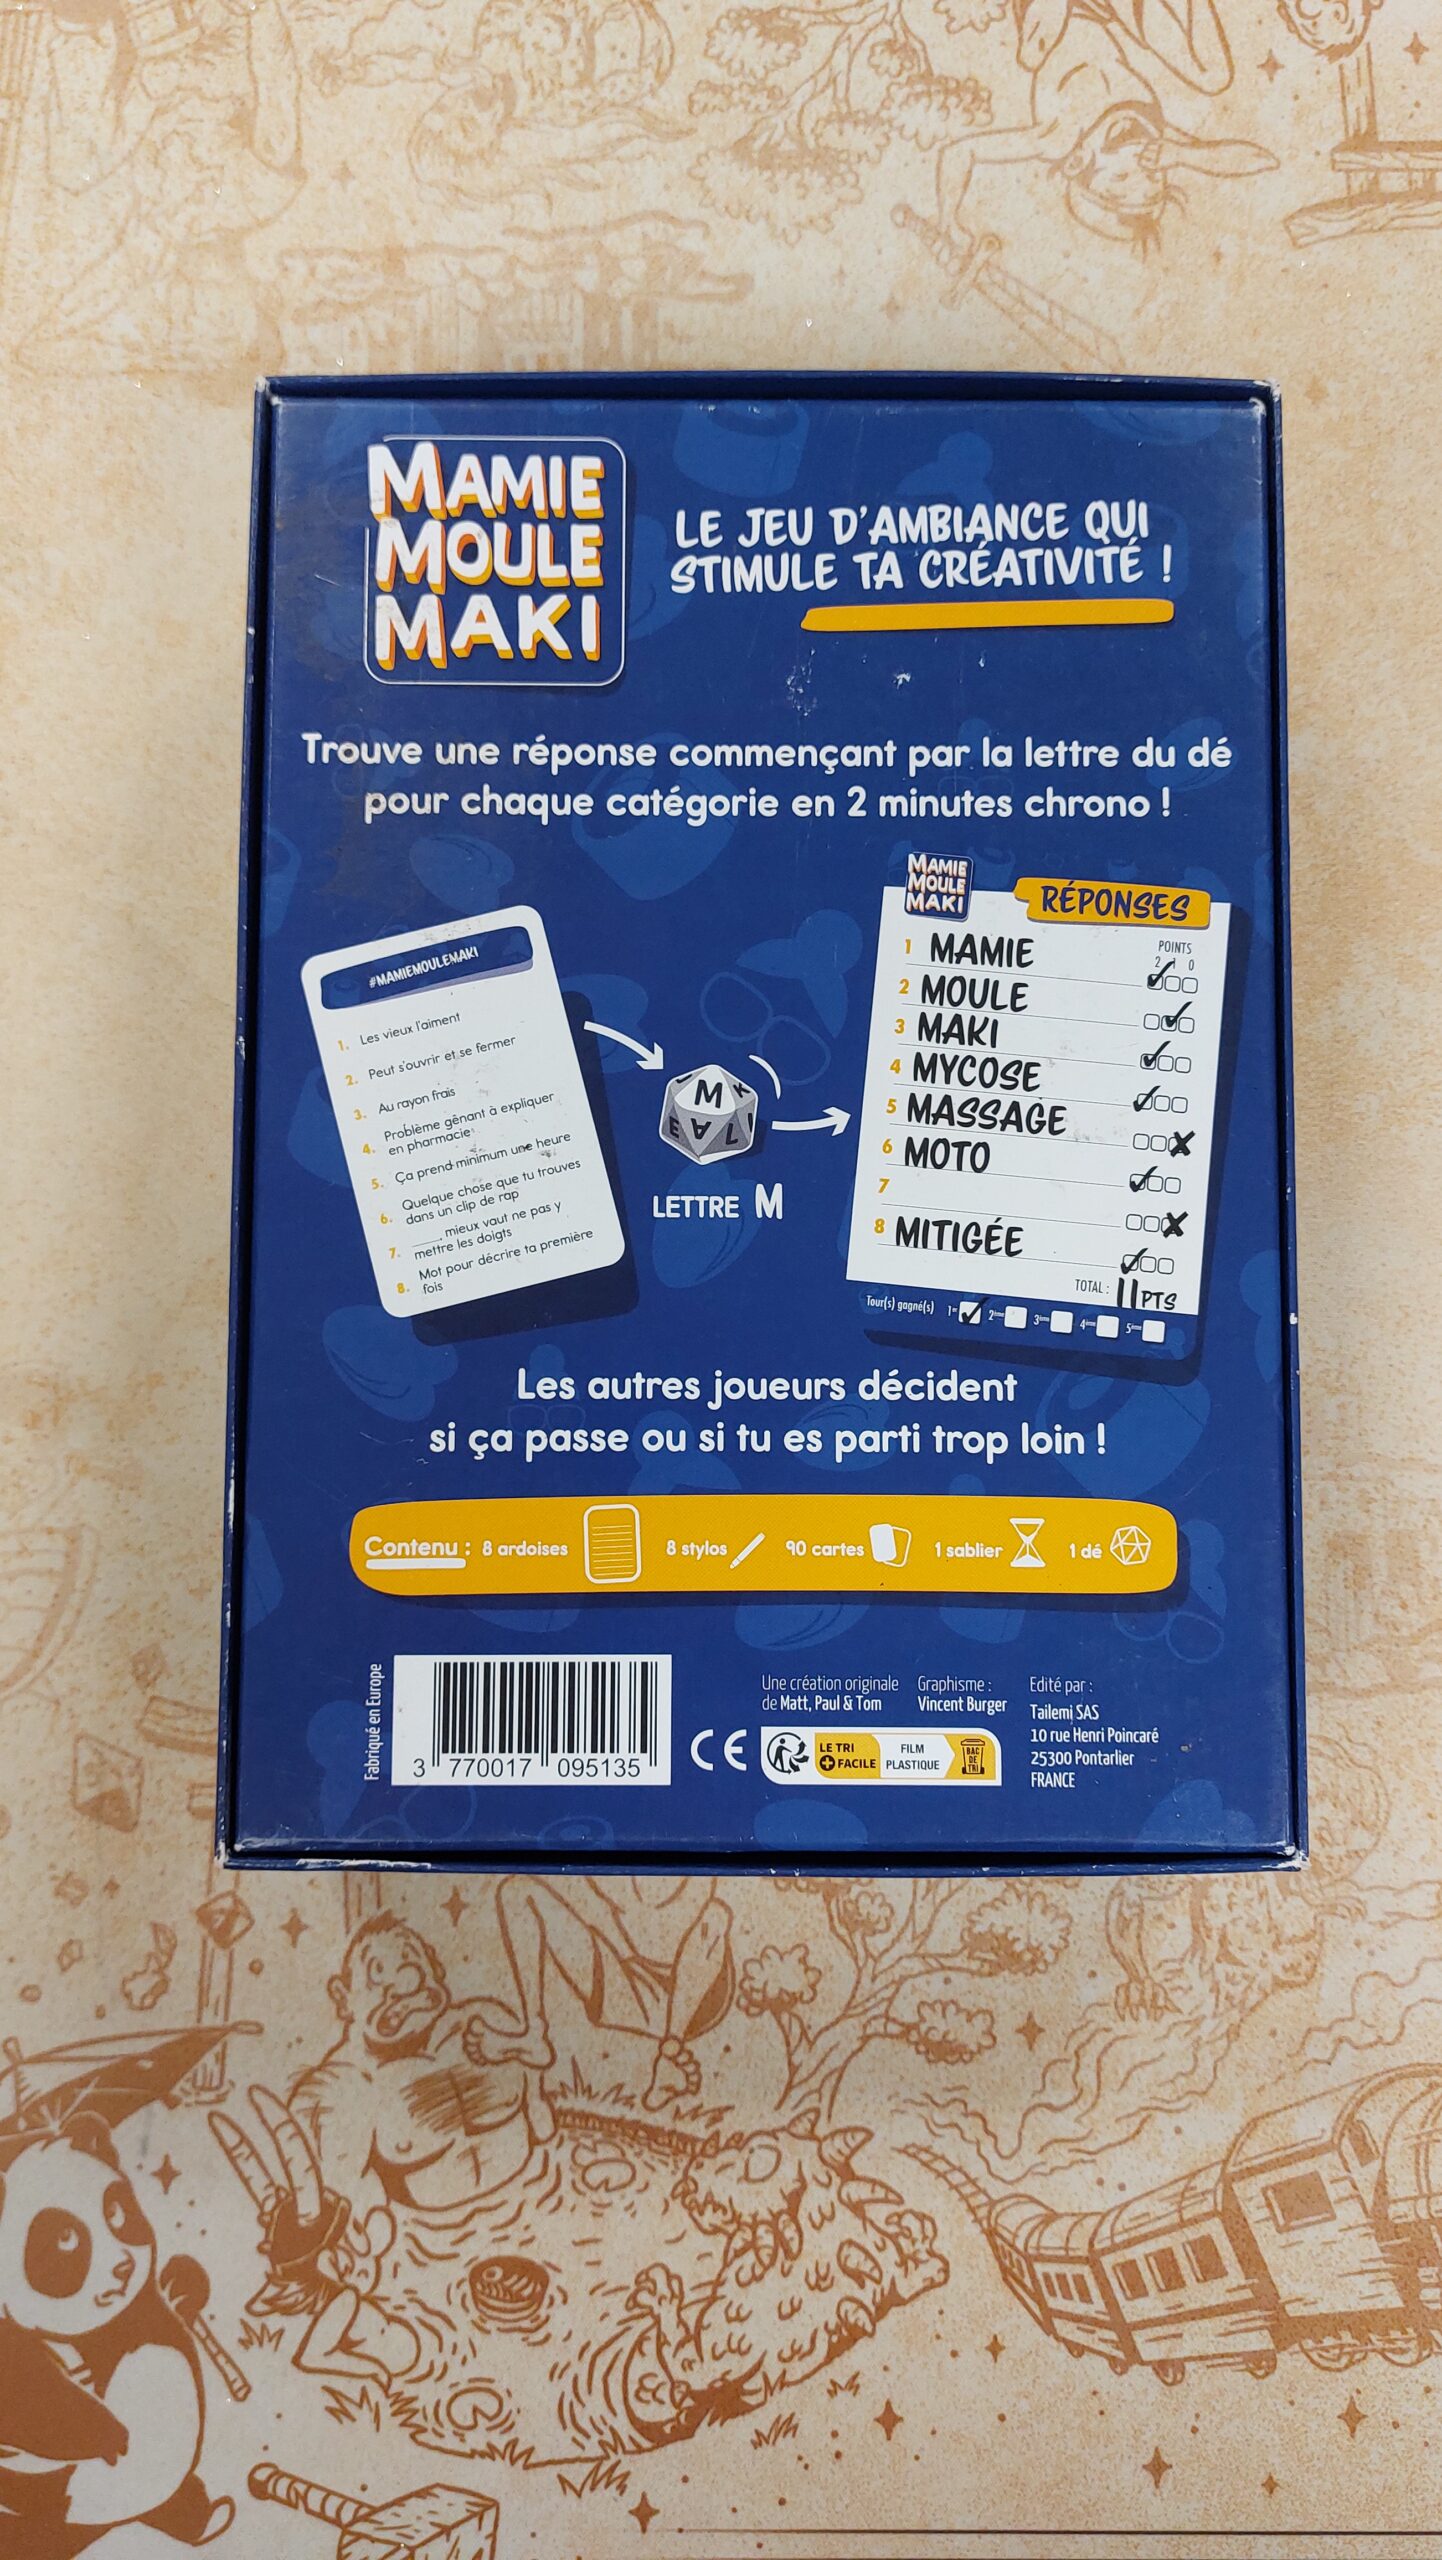 MAMIE
MOULE
MAKI
LE JEU D'AMBIANCE QUI
STIMULE TA CRÉATIVITÉ !
Trouve une réponse commençant par la lettre du dé
pour chaque catégorie en 2 minutes chrono !
#MAMIEMOULEMAKI
1. Les vieux l'aiment
2. Peut s'ouvrir et se fermer
3. Au rayon frais
4. Problème gênant à expliquer
en pharmacie
5. Ça prend minimum une heure
6. Quelque chose que tu trouves
dans un clip de rap
7. ____, mieux vaut ne pas y
mettre les doigts
8. Mot pour décrire ta première
fois
M
K
E A L I
LETTRE M
MAMIE
MOULE
MAKI
RÉPONSES
POINTS
2 1 0
1 MAMIE
2 MOULE
3 MAKI
4 MYCOSE
5 MASSAGE
6 MOTO
7
8 MITIGÉE
TOTAL : 11 PTS
Tour(s) gagné(s) 1er 2ème 3ème 4ème 5ème
Les autres joueurs décident
si ça passe ou si tu es parti trop loin !
Contenu : 8 ardoises 8 stylos 90 cartes 1 sablier 1 dé
Fabriqué en Europe
3 770017 095135
CE
Une création originale
de Matt, Paul & Tom
Graphisme :
Vincent Burger
LE TRI
+ FACILE
FILM
PLASTIQUE
BAC
DE
TRI
Edité par :
Tailemi SAS
10 rue Henri Poincaré
25300 Pontarlier
FRANCE